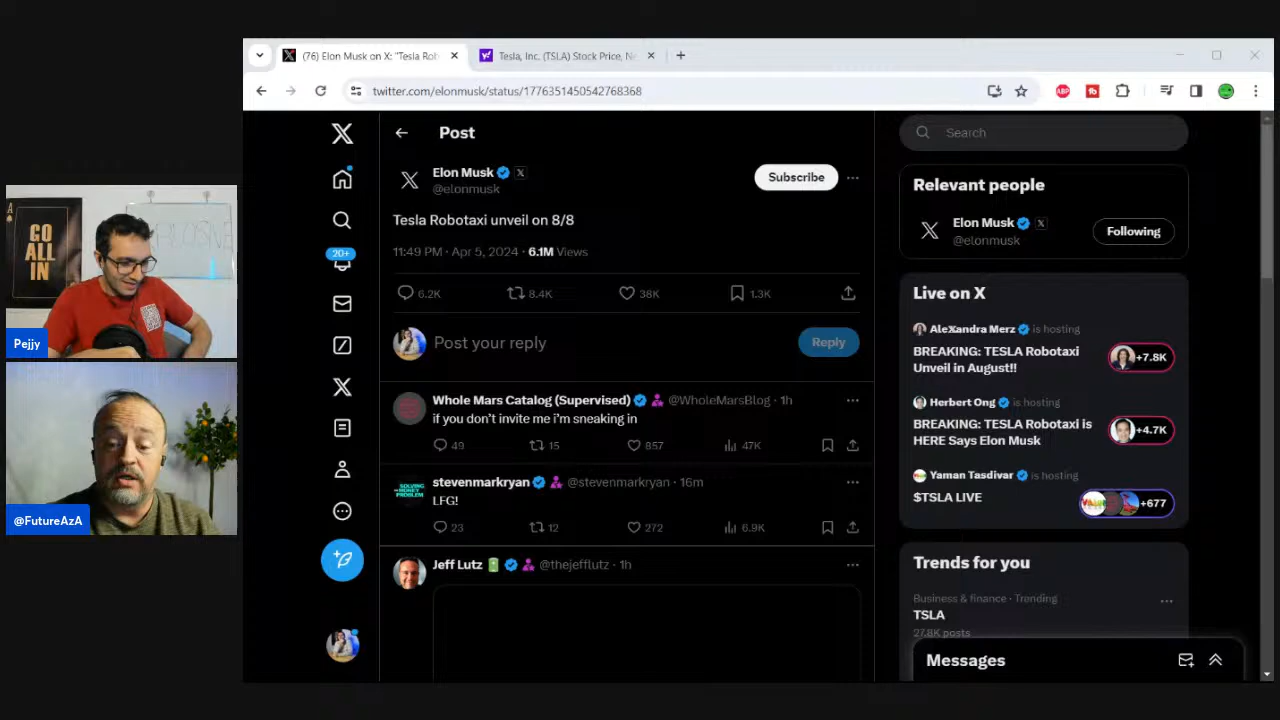 (76) Elon Musk on X: "Tesla Rob
Tesla, Inc. (TSLA) Stock Price, Ne
twitter.com/elonmusk/status/1776351450542768368
ABP
Post
Elon Musk
@elonmusk
Subscribe
Tesla Robotaxi unveil on 8/8
11:49 PM · Apr 5, 2024 · 6.1M Views
6.2K 8.4K 38K 1.3K
Post your reply
Reply
Whole Mars Catalog (Supervised) @WholeMarsBlog · 1h
if you don't invite me i'm sneaking in
49 15 857 47K
stevenmarkryan @stevenmarkryan · 16m
LFG!
23 12 272 6.9K
Jeff Lutz @thejefflutz · 1h
20+
Search
Relevant people
Elon Musk
@elonmusk
Following
Live on X
AleXandra Merz is hosting
BREAKING: TESLA Robotaxi
Unveil in August!!
+7.8K
Herbert Ong is hosting
BREAKING: TESLA Robotaxi is
HERE Says Elon Musk
+4.7K
Yaman Tasdivar is hosting
$TSLA LIVE
+677
Trends for you
Business & finance · Trending
TSLA
27.8K posts
Messages
A
GO
ALL
IN
Pejjy
@FutureAzA